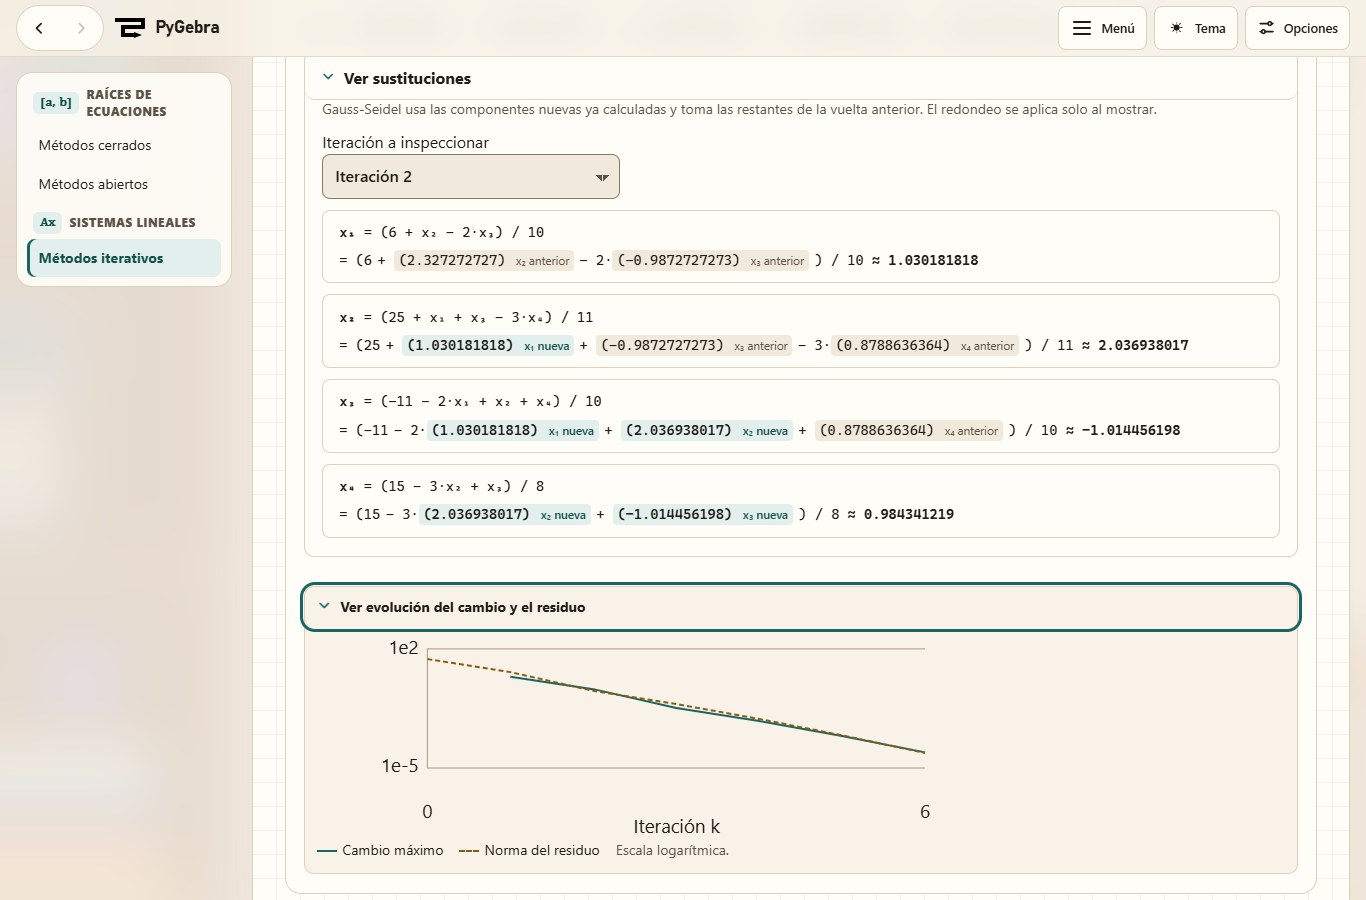 PyGebra
Menú
Tema
Opciones
[a, b] RAÍCES DE ECUACIONES
Métodos cerrados
Métodos abiertos
Ax SISTEMAS LINEALES
Métodos iterativos
Ver sustituciones
Gauss-Seidel usa las componentes nuevas ya calculadas y toma las restantes de la vuelta anterior. El redondeo se aplica solo al mostrar.
Iteración a inspeccionar
Iteración 2
x₁ = (6 + x₂ − 2·x₃) / 10
= (6 + (2.327272727) x₂ anterior − 2·(−0.9872727273) x₃ anterior ) / 10 ≈ 1.030181818
x₂ = (25 + x₁ + x₃ − 3·x₄) / 11
= (25 + (1.030181818) x₁ nueva + (−0.9872727273) x₃ anterior − 3·(0.8788636364) x₄ anterior ) / 11 ≈ 2.036938017
x₃ = (−11 − 2·x₁ + x₂ + x₄) / 10
= (−11 − 2·(1.030181818) x₁ nueva + (2.036938017) x₂ nueva + (0.8788636364) x₄ anterior ) / 10 ≈ −1.014456198
x₄ = (15 − 3·x₂ + x₃) / 8
= (15 − 3·(2.036938017) x₂ nueva + (−1.014456198) x₃ nueva ) / 8 ≈ 0.984341219
Ver evolución del cambio y el residuo
1e2
1e-5
0
6
Iteración k
Cambio máximo
Norma del residuo
Escala logarítmica.